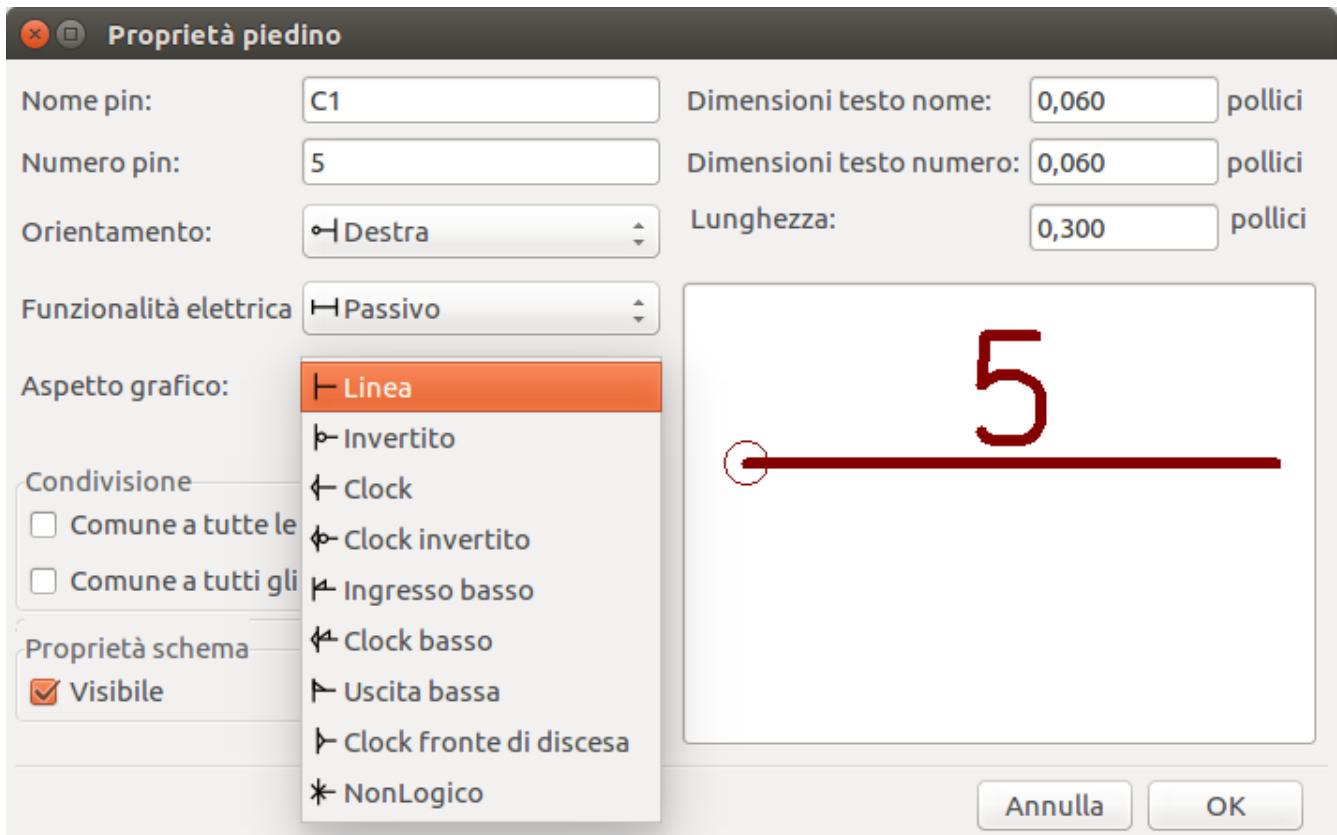 Proprietà piedino
Nome pin: C1 Dimensioni testo nome: 0,060 pollici
Numero pin: 5 Dimensioni testo numero: 0,060 pollici
Orientamento: Destra Lunghezza: 0,300 pollici
Funzionalità elettrica Passivo
5
Aspetto grafico: Linea
Invertito
Condivisione
Clock
Comune a tutte le
Clock invertito
Comune a tutti gli
Ingresso basso
Proprietà schema
Clock basso
Visibile
Uscita bassa
Clock fronte di discesa
NonLogico
Annulla OK